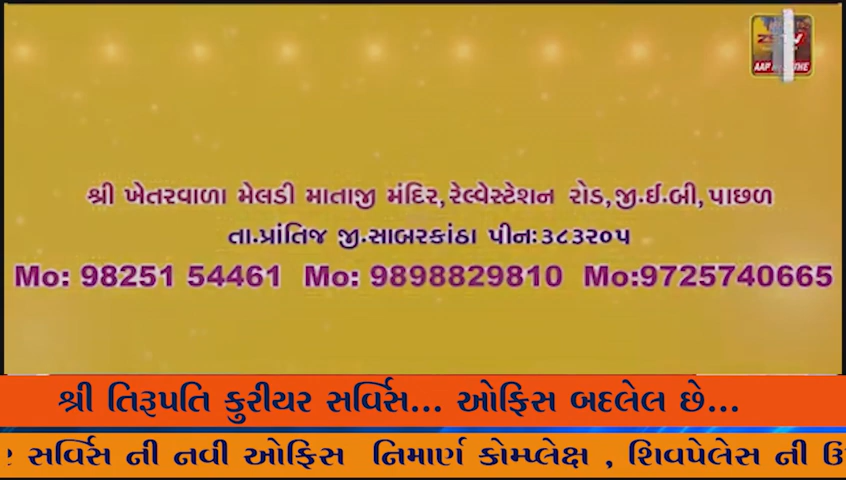 AAP
શ્રી ખેતરવાળા મેલડી માતાજી મંદિર,રેલ્વેસ્ટેશન રોડ,જી.ઈ.બી,પાછળ
તા.પ્રાંતિજ જી.સાબરકાંઠા પીનઃ૩૮૩૨૦૫
Mo: 98251 54461 Mo: 9898829810 Mo:9725740665
શ્રી તિરૂપતિ કુરીયર સર્વિસ... ઓફિસ બદલેલ છે...
સર્વિસ ની નવી ઓફિસ નિમાર્ણ કોમ્પ્લેક્ષ , શિવપેલેસ ની